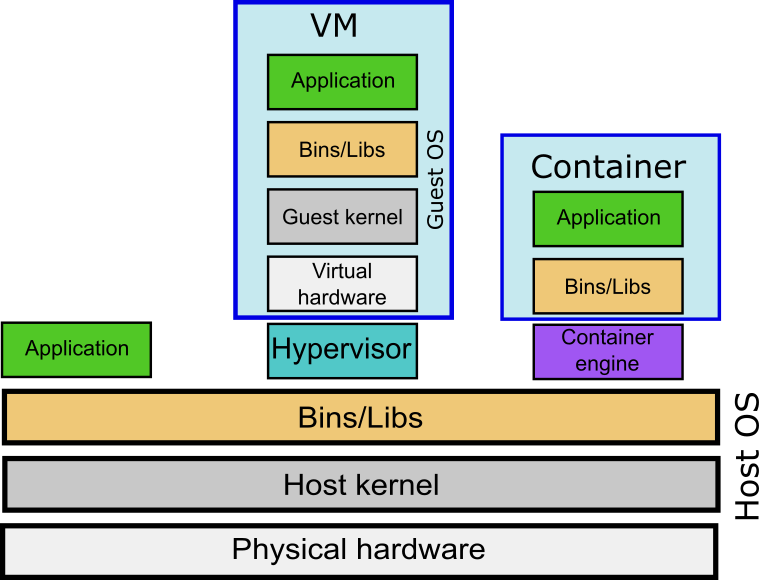 VM
Application
Bins/Libs
Guest kernel
Virtual
hardware
Guest OS
Container
Application
Bins/Libs
Application
Hypervisor
Container
engine
Bins/Libs
Host kernel
Physical hardware
Host OS